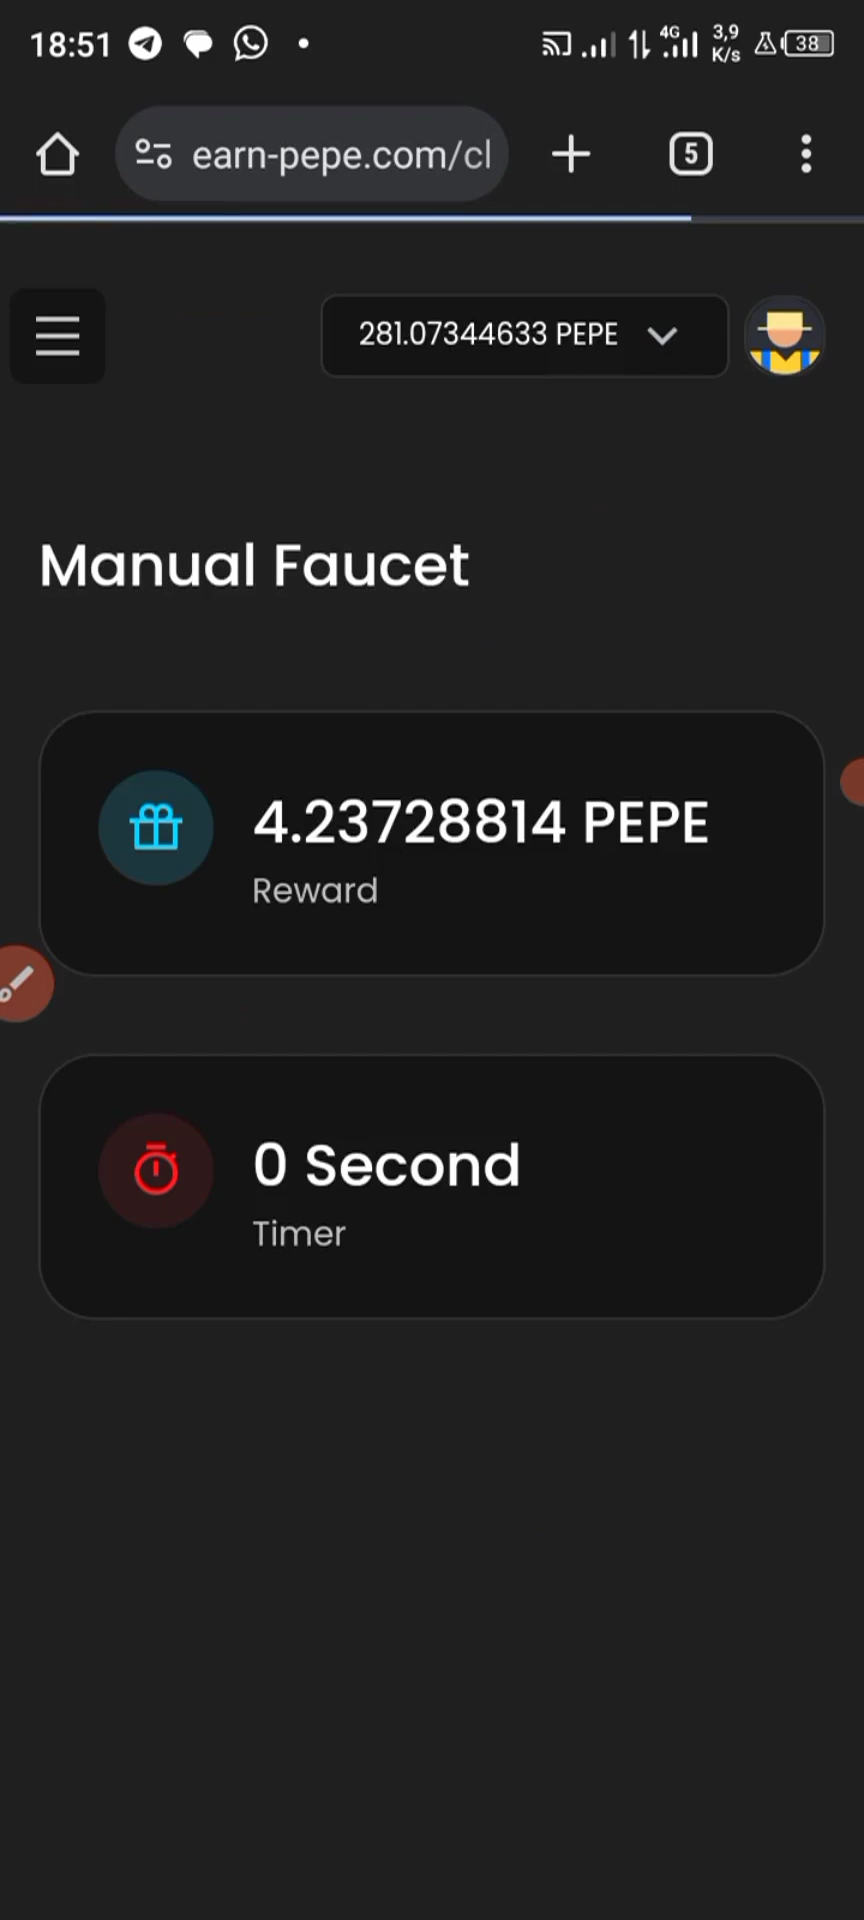 18:51
4G
3,9
K/s
38
earn-pepe.com/cl
5
281.07344633 PEPE
Manual Faucet
4.23728814 PEPE
Reward
0 Second
Timer